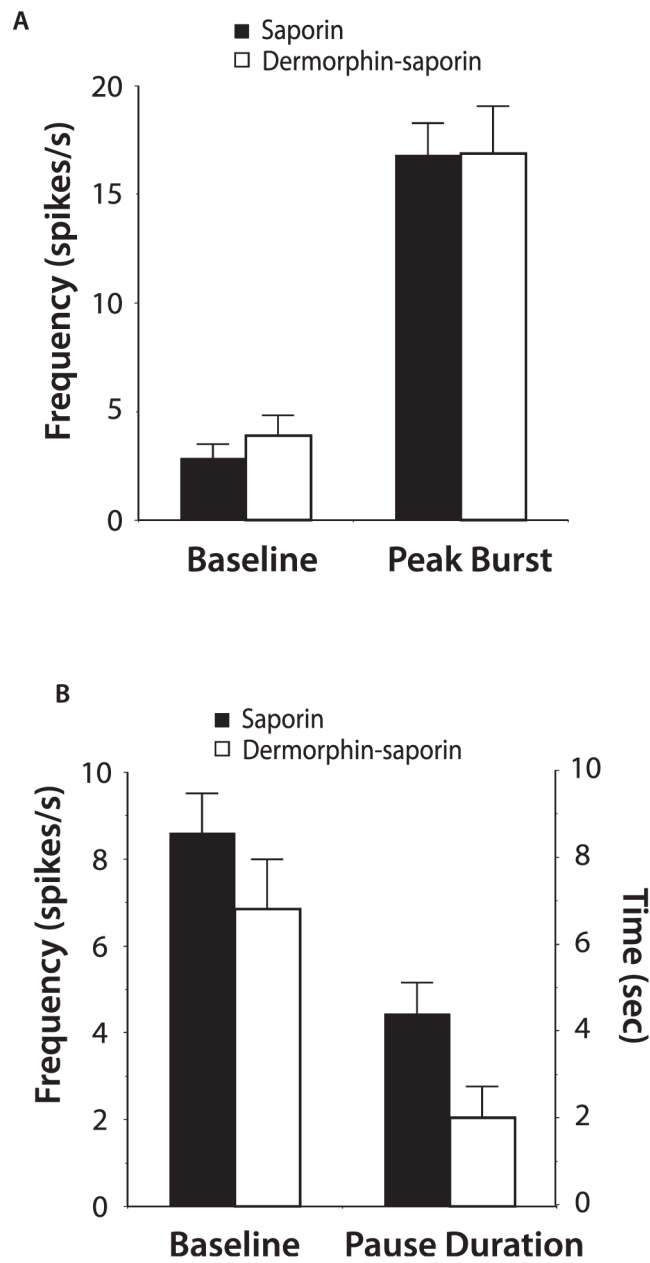 A
Saporin
Dermorphin-saporin
Frequency (spikes/s)
20
15
10
5
0
Baseline Peak Burst
B
Saporin
Dermorphin-saporin
Frequency (spikes/s)
10
8
6
4
2
0
10
8
6
4
2
0
Time (sec)
Baseline Pause Duration